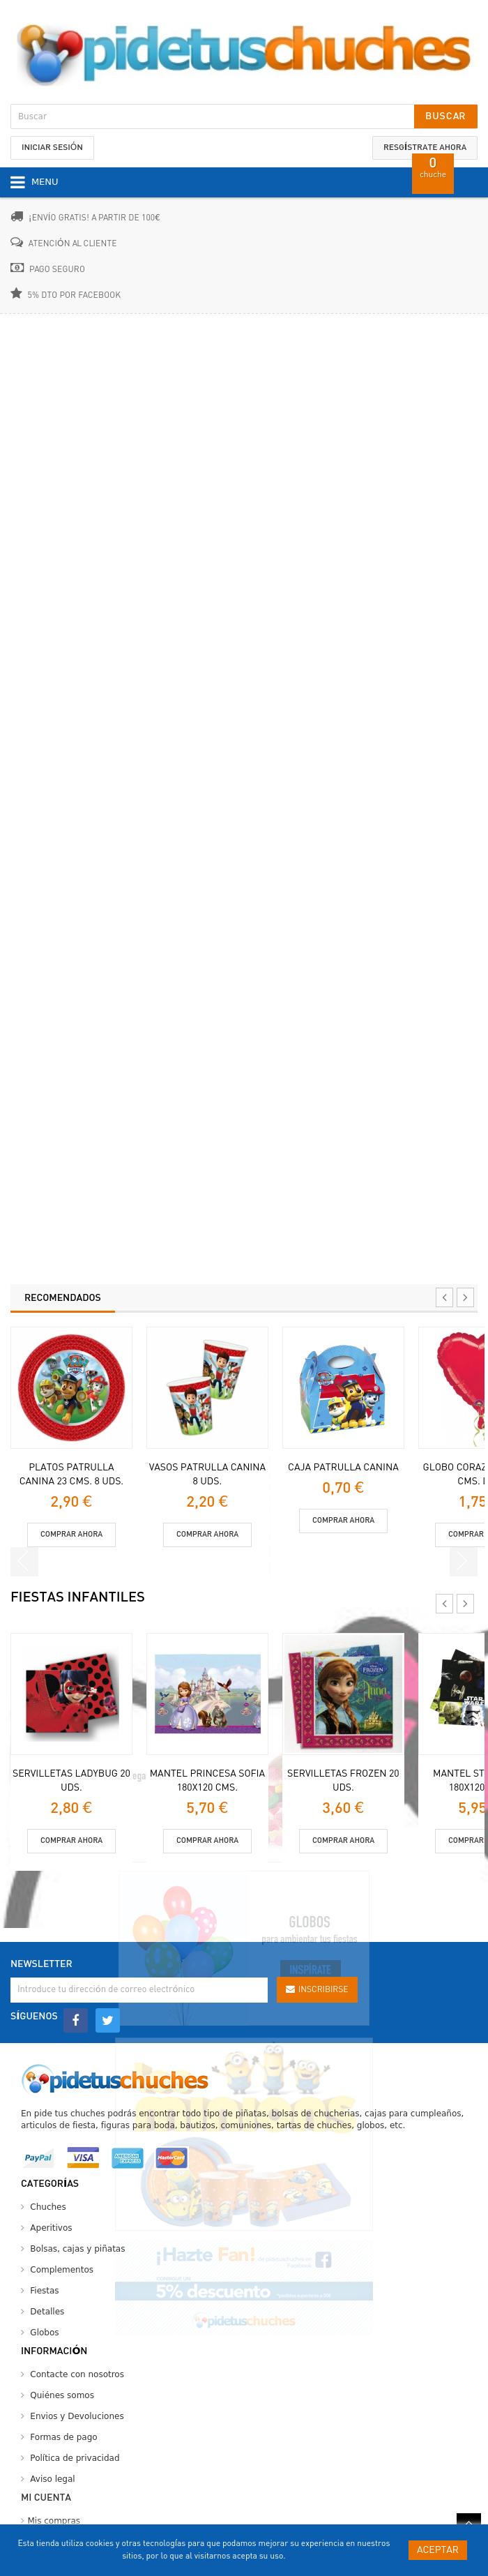 pidetuschuches
Buscar
BUSCAR
INICIAR SESIÓN
RESGÍSTRATE AHORA
MENU
0
chuche
¡ENVÍO GRATIS! A PARTIR DE 100€
ATENCIÓN AL CLIENTE
PAGO SEGURO
5% DTO POR FACEBOOK
RECOMENDADOS
PLATOS PATRULLA
CANINA 23 CMS. 8 UDS.
2,90 €
COMPRAR AHORA
VASOS PATRULLA CANINA
8 UDS.
2,20 €
COMPRAR AHORA
CAJA PATRULLA CANINA
0,70 €
COMPRAR AHORA
GLOBO CORAZ
CMS.
1,75
COMPRAR
FIESTAS INFANTILES
SERVILLETAS LADYBUG 20
UDS.
2,80 €
COMPRAR AHORA
MANTEL PRINCESA SOFIA
180X120 CMS.
5,70 €
COMPRAR AHORA
SERVILLETAS FROZEN 20
UDS.
3,60 €
COMPRAR AHORA
MANTEL ST
180X120
5,95
COMPRAR
GLOBOS
para ambientar tus fiestas
INSPÍRATE
NEWSLETTER
Introduce tu dirección de correo electrónico
INSCRIBIRSE
SÍGUENOS
pidetuschuches
En pide tus chuches podrás encontrar todo tipo de piñatas, bolsas de chucherias, cajas para cumpleaños,
articulos de fiesta, figuras para boda, bautizos, comuniones, tartas de chuches, globos, etc.
PayPal
VISA
AMERICAN EXPRESS
MasterCard
CATEGORÍAS
Chuches
Aperitivos
Bolsas, cajas y piñatas
Complementos
Fiestas
Detalles
Globos
¡Hazte Fan!
5% descuento
pidetuschuches
INFORMACIÓN
Contacte con nosotros
Quiénes somos
Envios y Devoluciones
Formas de pago
Política de privacidad
Aviso legal
MI CUENTA
Mis compras
Esta tienda utiliza cookies y otras tecnologías para que podamos mejorar su experiencia en nuestros
sitios, por lo que al visitarnos acepta su uso.
ACEPTAR